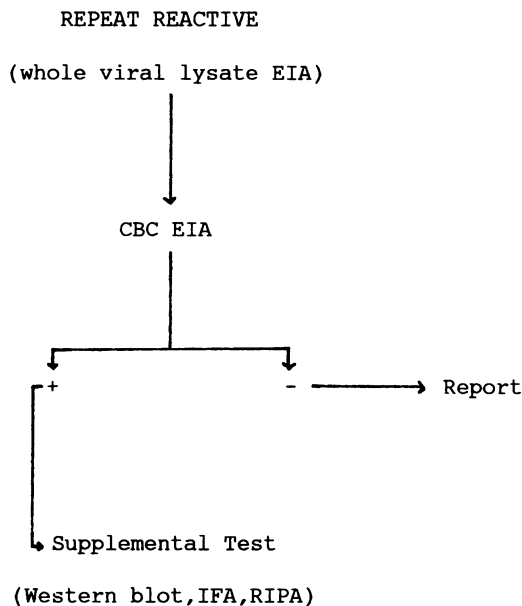 REPEAT REACTIVE
(whole viral lysate EIA)
CBC EIA
+ - Report
Supplemental Test
(Western blot,IFA,RIPA)